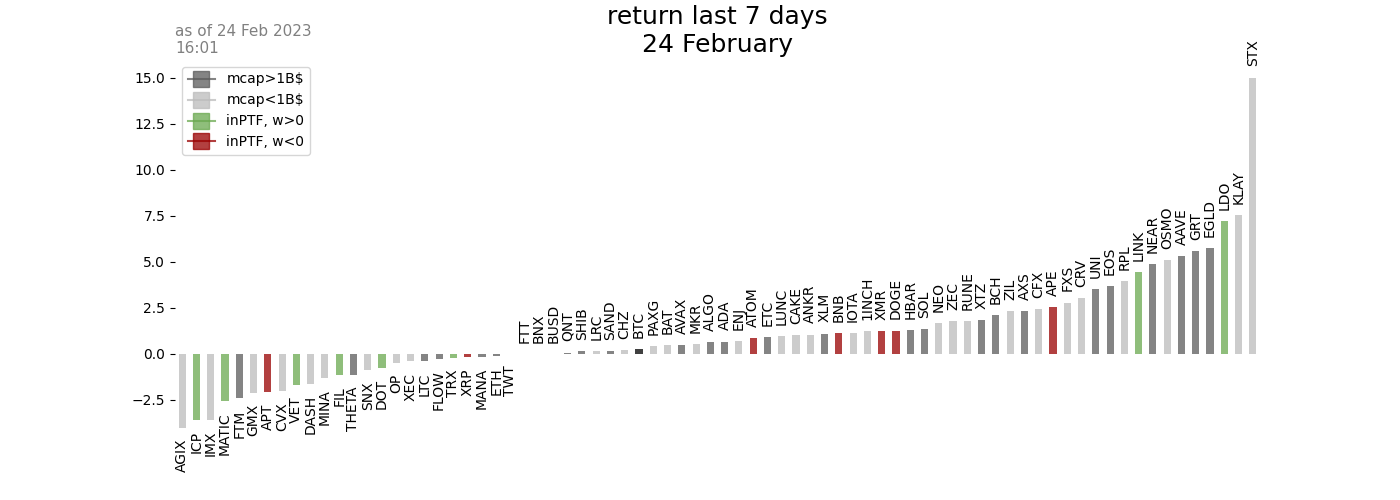 return last 7 days
24 February
as of 24 Feb 2023
16:01
mcap>1B$
mcap<1B$
inPTF, w>0
inPTF, w<0
15.0
12.5
10.0
7.5
5.0
2.5
0.0
−2.5
AGIX
ICP
IMX
MATIC
FTM
GMX
APT
CVX
VET
DASH
MINA
FIL
THETA
SNX
DOT
OP
XEC
LTC
FLOW
TRX
XRP
MANA
ETH
TWT
FTT
BNX
BUSD
QNT
SHIB
LRC
SAND
CHZ
BTC
PAXG
BAT
AVAX
MKR
ALGO
ADA
ENJ
ATOM
ETC
LUNC
CAKE
ANKR
XLM
BNB
IOTA
1INCH
XMR
DOGE
HBAR
SOL
NEO
ZEC
RUNE
XTZ
BCH
ZIL
AXS
CFX
APE
FXS
CRV
UNI
EOS
RPL
LINK
NEAR
OSMO
AAVE
GRT
EGLD
LDO
KLAY
STX